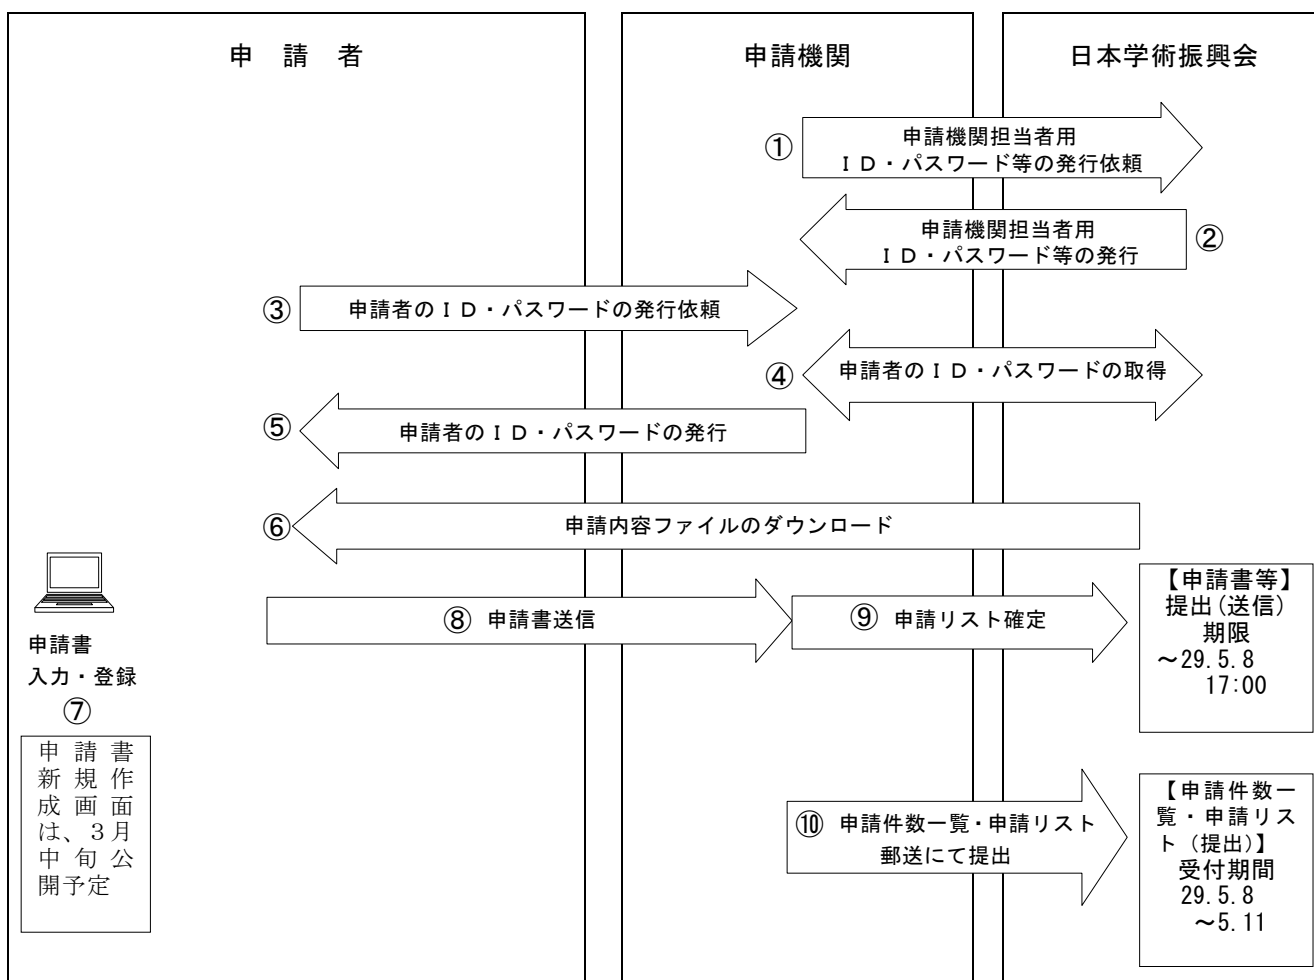 申　請　者
申請機関
日本学術振興会
①
申請機関担当者用
ＩＤ・パスワード等の発行依頼
申請機関担当者用
ＩＤ・パスワード等の発行
②
③
申請者のＩＤ・パスワードの発行依頼
④
申請者のＩＤ・パスワードの取得
⑤
申請者のＩＤ・パスワードの発行
⑥
申請内容ファイルのダウンロード
申請書
入力・登録
⑦
申請書
新規作
成画面
は、３月
中旬公
開予定
⑧ 申請書送信
⑨ 申請リスト確定
【申請書等】
提出(送信)
期限
～29.5.8
17:00
⑩ 申請件数一覧・申請リスト
郵送にて提出
【申請件数一
覧・申請リス
ト（提出）】
受付期間
29.5.8
～5.11